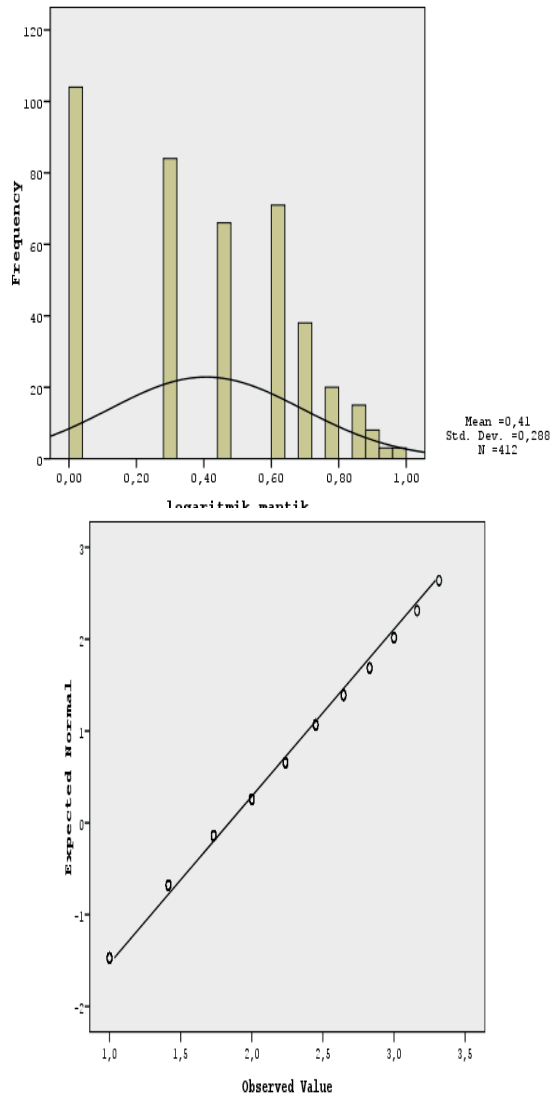 120
100
80
60
40
20
0
Frequency
0,00 0,20 0,40 0,60 0,80 1,00
logaritmik mantik
Mean =0,41
Std. Dev. =0,288
N =412
3
2
1
0
-1
-2
Expected Normal
1,0 1,5 2,0 2,5 3,0 3,5
Observed Value